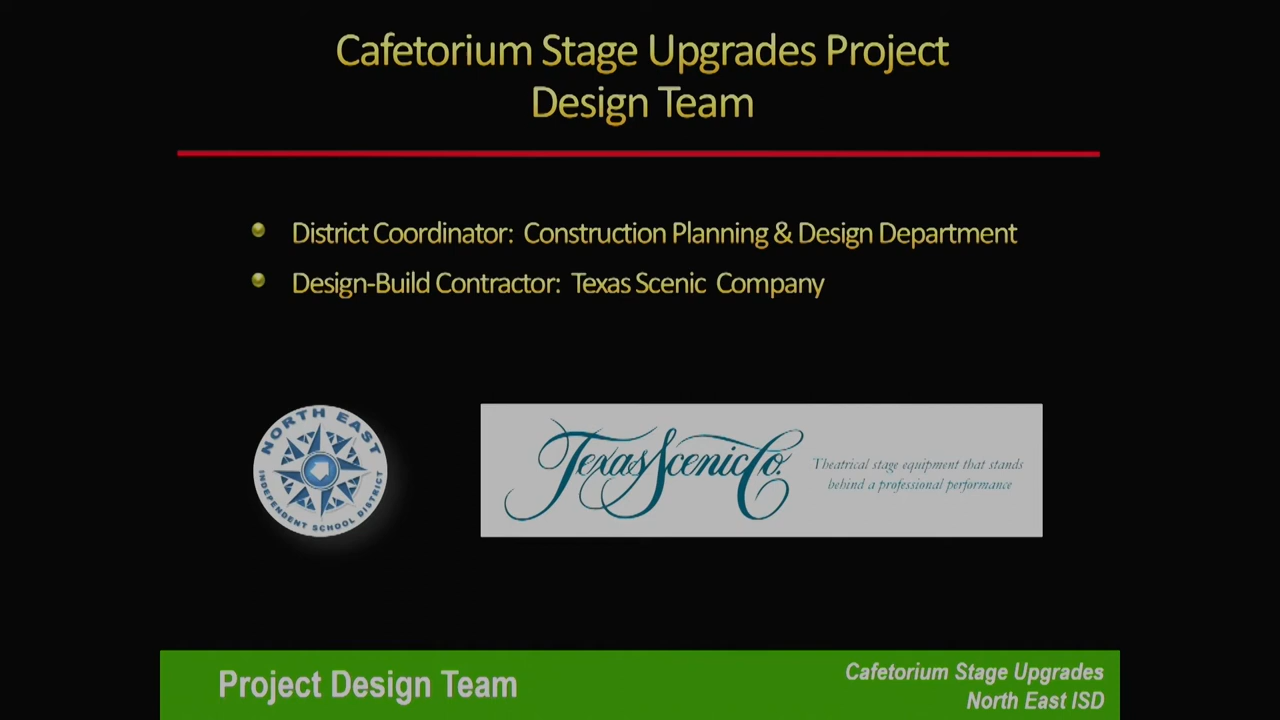 Cafetorium Stage Upgrades Project
Design Team
District Coordinator: Construction Planning & Design Department
Design-Build Contractor: Texas Scenic Company
NORTH EAST
INDEPENDENT SCHOOL DISTRICT
Texas Scenic Co.
Theatrical stage equipment that stands
behind a professional performance
Project Design Team
Cafetorium Stage Upgrades
North East ISD